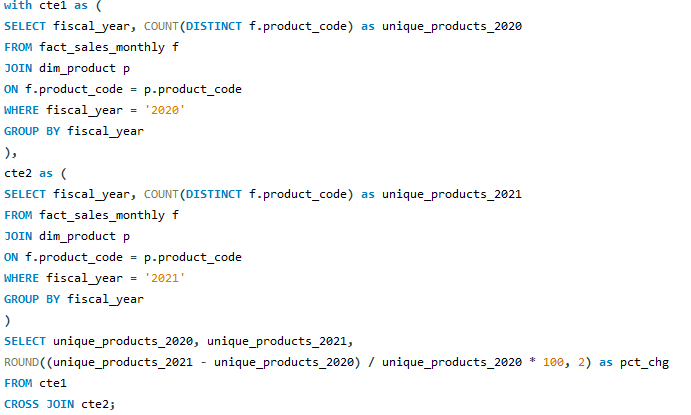 with cte1 as (
SELECT fiscal_year, COUNT(DISTINCT f.product_code) as unique_products_2020
FROM fact_sales_monthly f
JOIN dim_product p
ON f.product_code = p.product_code
WHERE fiscal_year = '2020'
GROUP BY fiscal_year
),
cte2 as (
SELECT fiscal_year, COUNT(DISTINCT f.product_code) as unique_products_2021
FROM fact_sales_monthly f
JOIN dim_product p
ON f.product_code = p.product_code
WHERE fiscal_year = '2021'
GROUP BY fiscal_year
)
SELECT unique_products_2020, unique_products_2021,
ROUND((unique_products_2021 - unique_products_2020) / unique_products_2020 * 100, 2) as pct_chg
FROM cte1
CROSS JOIN cte2;